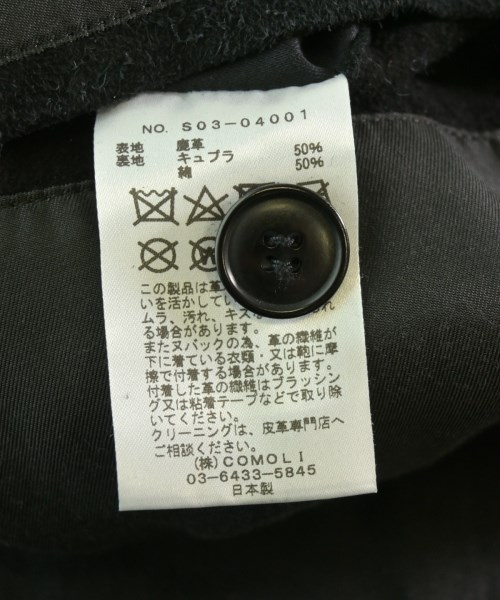 NO. S03-04001
表地 鹿革
裏地 キュプラ 50%
綿 50%
この製品は革
いを活かしてい
ムラ、汚れ、キズ れ
る場合があります。
またヌバックの為、革の繊維が
下に着ている衣類・又は鞄に摩
擦で付着する場合があります。
付着した革の繊維はブラッシン
グ又は粘着テープなどで取り除
いてください。
クリーニングは、皮革専門店へ
ご相談ください。
(株) COMOLI
03-6433-5845
日本製